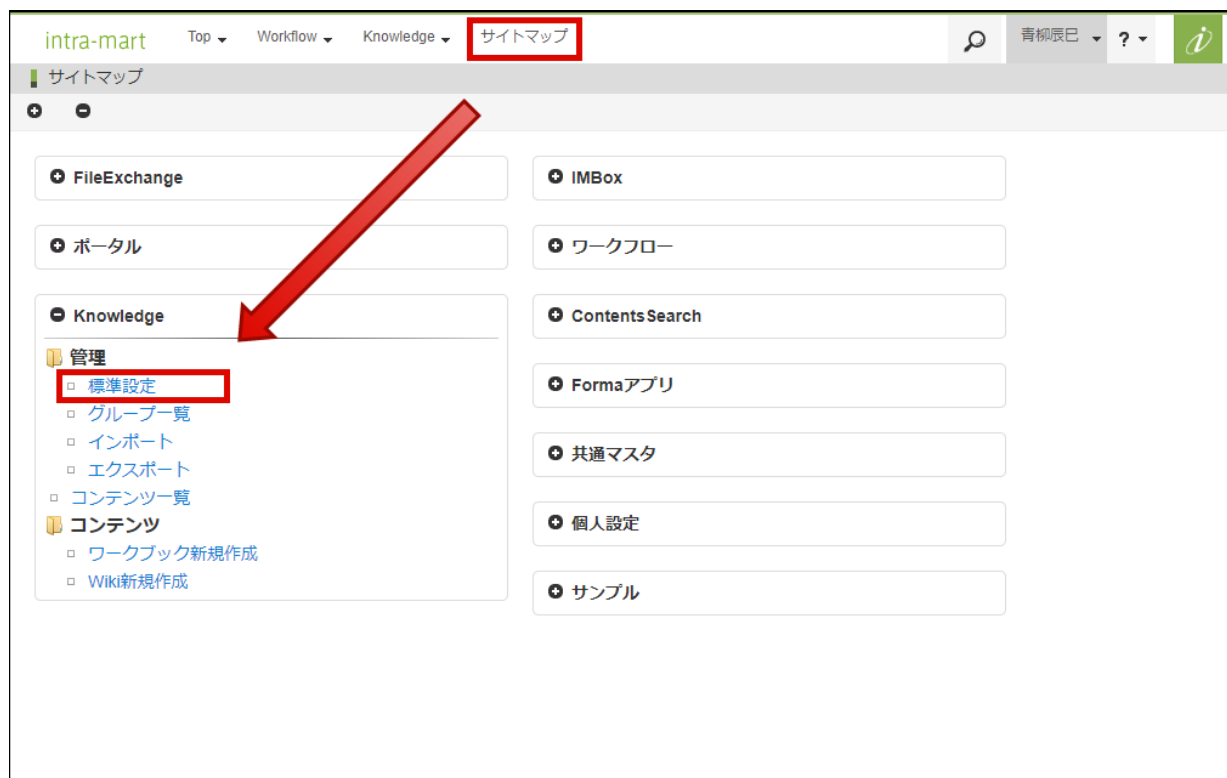 intra-mart Top Workflow Knowledge サイトマップ 青柳辰巳 ?
サイトマップ
FileExchange
IMBox
ポータル
ワークフロー
Knowledge
管理
標準設定
グループ一覧
インポート
エクスポート
コンテンツ一覧
コンテンツ
ワークブック新規作成
Wiki新規作成
ContentsSearch
Formaアプリ
共通マスタ
個人設定
サンプル